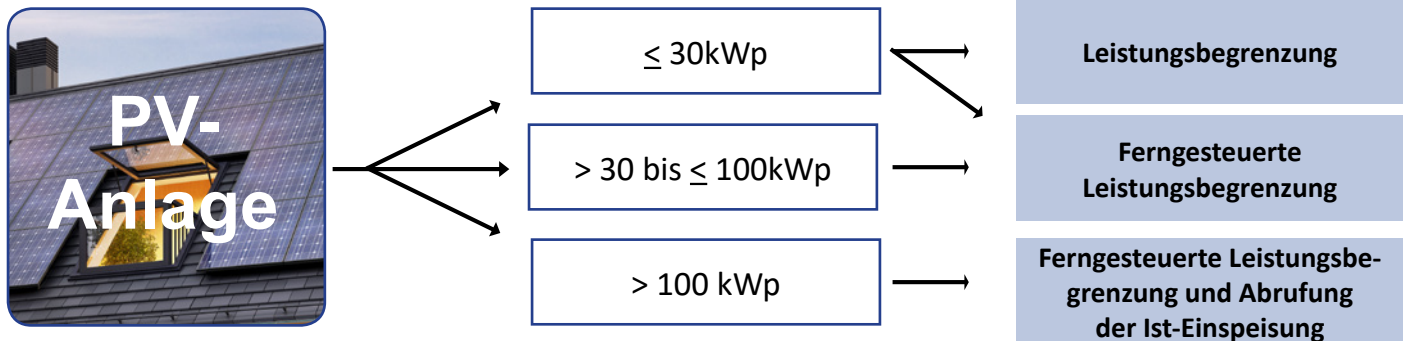 PV-
Anlage
≤ 30kWp
> 30 bis ≤ 100kWp
> 100 kWp
Leistungsbegrenzung
Ferngesteuerte
Leistungsbegrenzung
Ferngesteuerte Leistungsbe-
grenzung und Abrufung
der Ist-Einspeisung